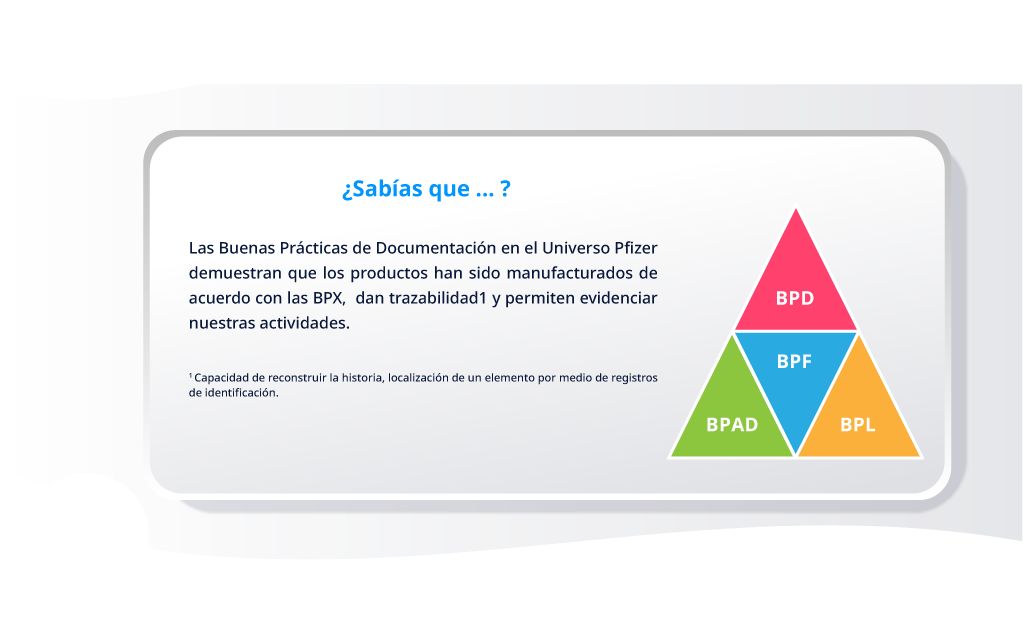 ¿Sabías que ... ?
Las Buenas Prácticas de Documentación en el Universo Pfizer
demuestran que los productos han sido manufacturados de
acuerdo con las BPX,  dan trazabilidad1 y permiten evidenciar
nuestras actividades.
¹ Capacidad de reconstruir la historia, localización de un elemento por medio de registros
de identificación.
BPD
BPF
BPAD
BPL